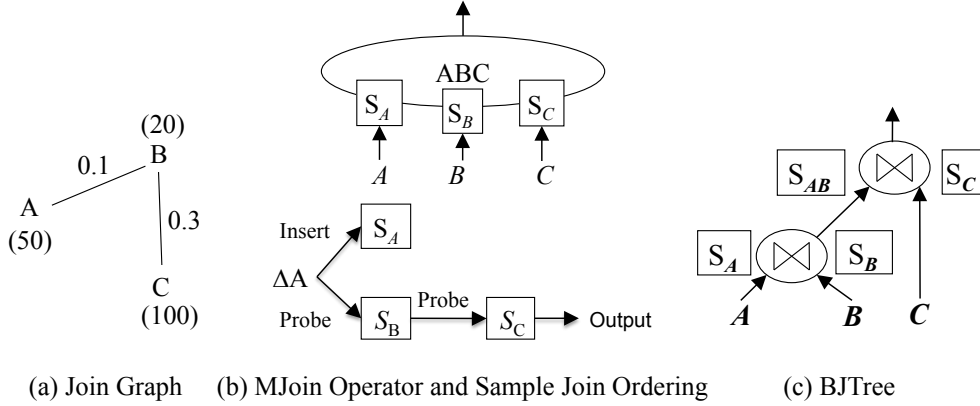 (20)
B
0.1
A
(50)
0.3
C
(100)
(a) Join Graph
ABC
S_A
S_B
S_C
A
B
C
Insert
S_A
ΔA
Probe
S_B
Probe
S_C
Output
(b) MJoin Operator and Sample Join Ordering
S_AB
S_C
S_A
S_B
A
B
C
(c) BJTree